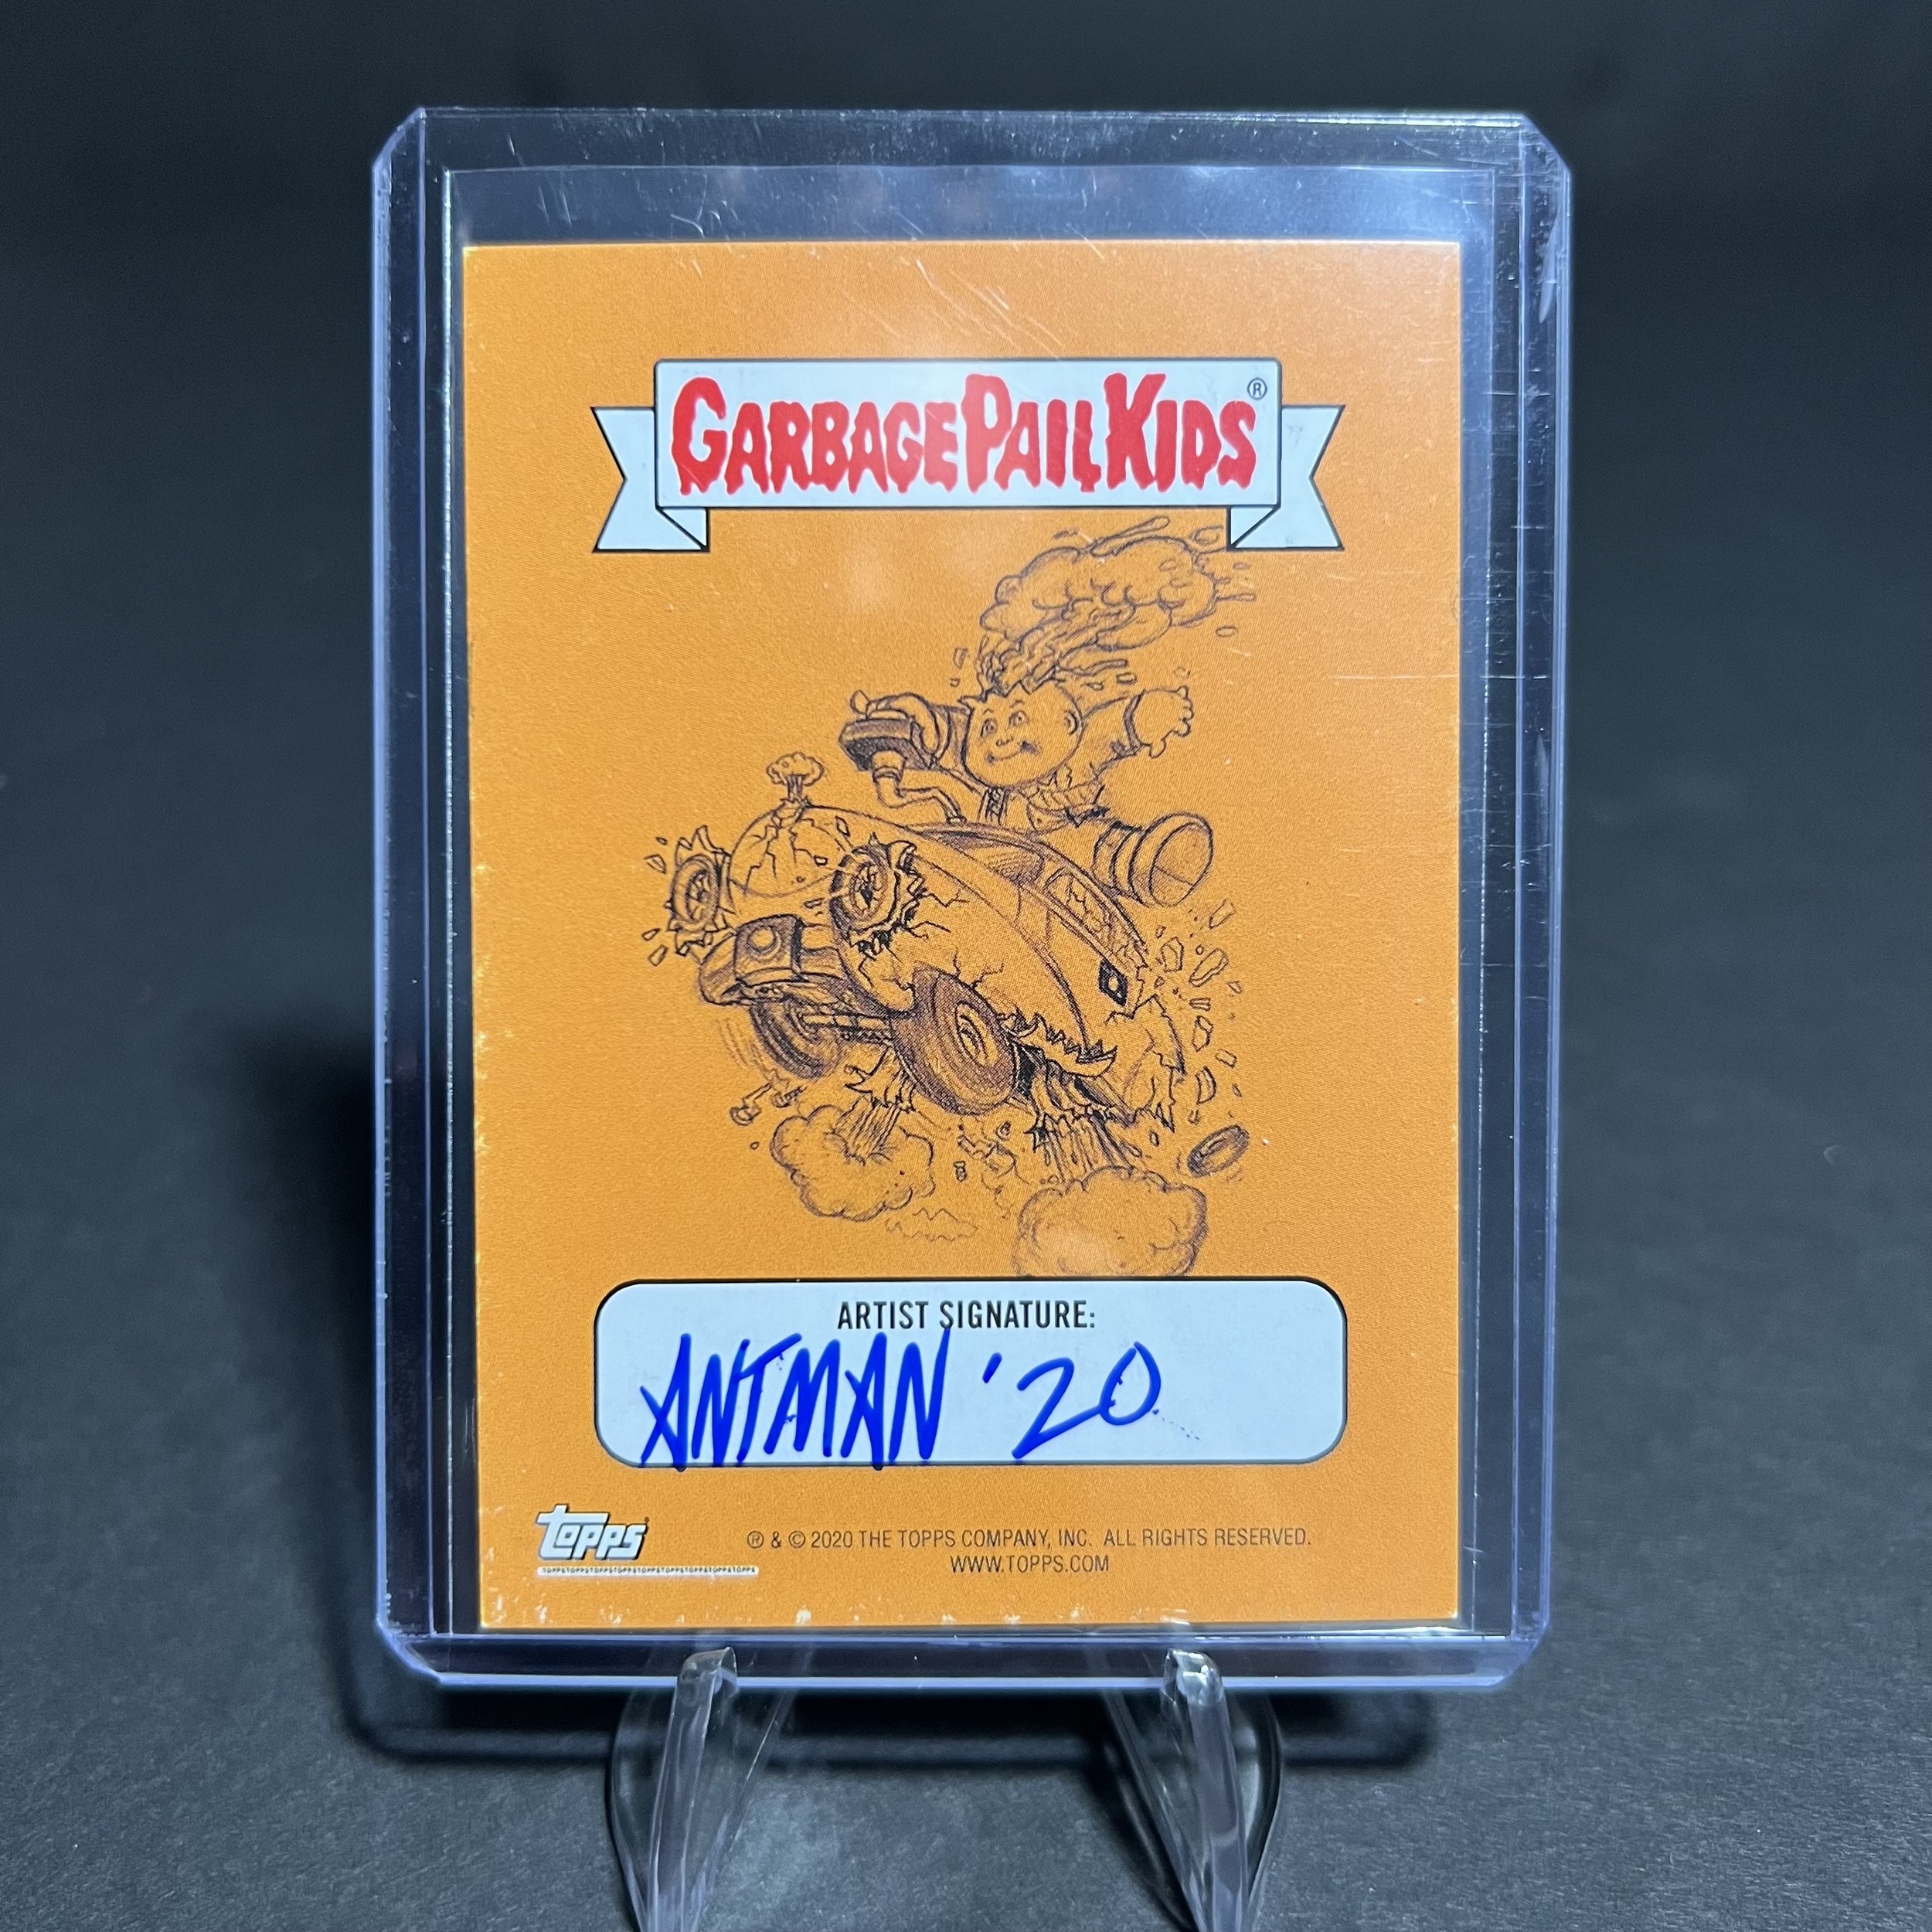 GARBAGE PAIL KIDS®
ARTIST SIGNATURE:
ANTMAN '20
topps
TOPPSTOPPSTOPPSTOPPSTOPPSTOPPSTOPPSTOPPSTOPPS
® & © 2020 THE TOPPS COMPANY, INC. ALL RIGHTS RESERVED.
WWW.TOPPS.COM